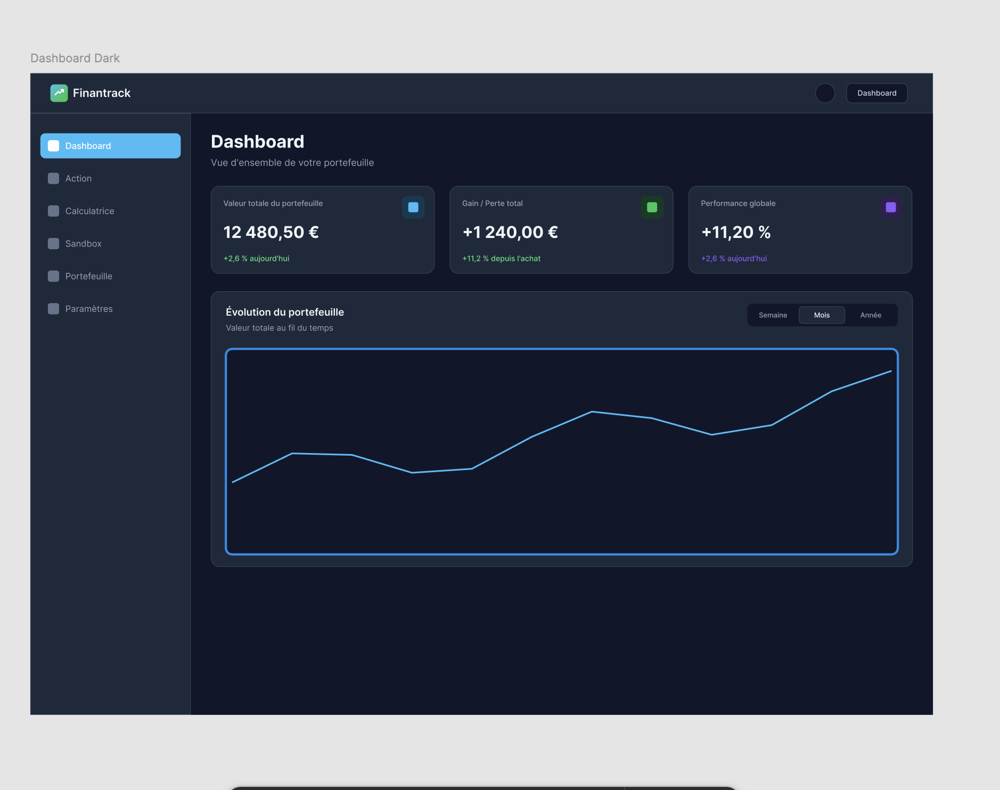 Dashboard Dark
Finantrack
Dashboard
Dashboard
Action
Calculatrice
Sandbox
Portefeuille
Paramètres
Dashboard
Vue d'ensemble de votre portefeuille
Valeur totale du portefeuille
12 480,50 €
+2,6 % aujourd'hui
Gain / Perte total
+1 240,00 €
+11,2 % depuis l'achat
Performance globale
+11,20 %
+2,6 % aujourd'hui
Évolution du portefeuille
Valeur totale au fil du temps
Semaine
Mois
Année